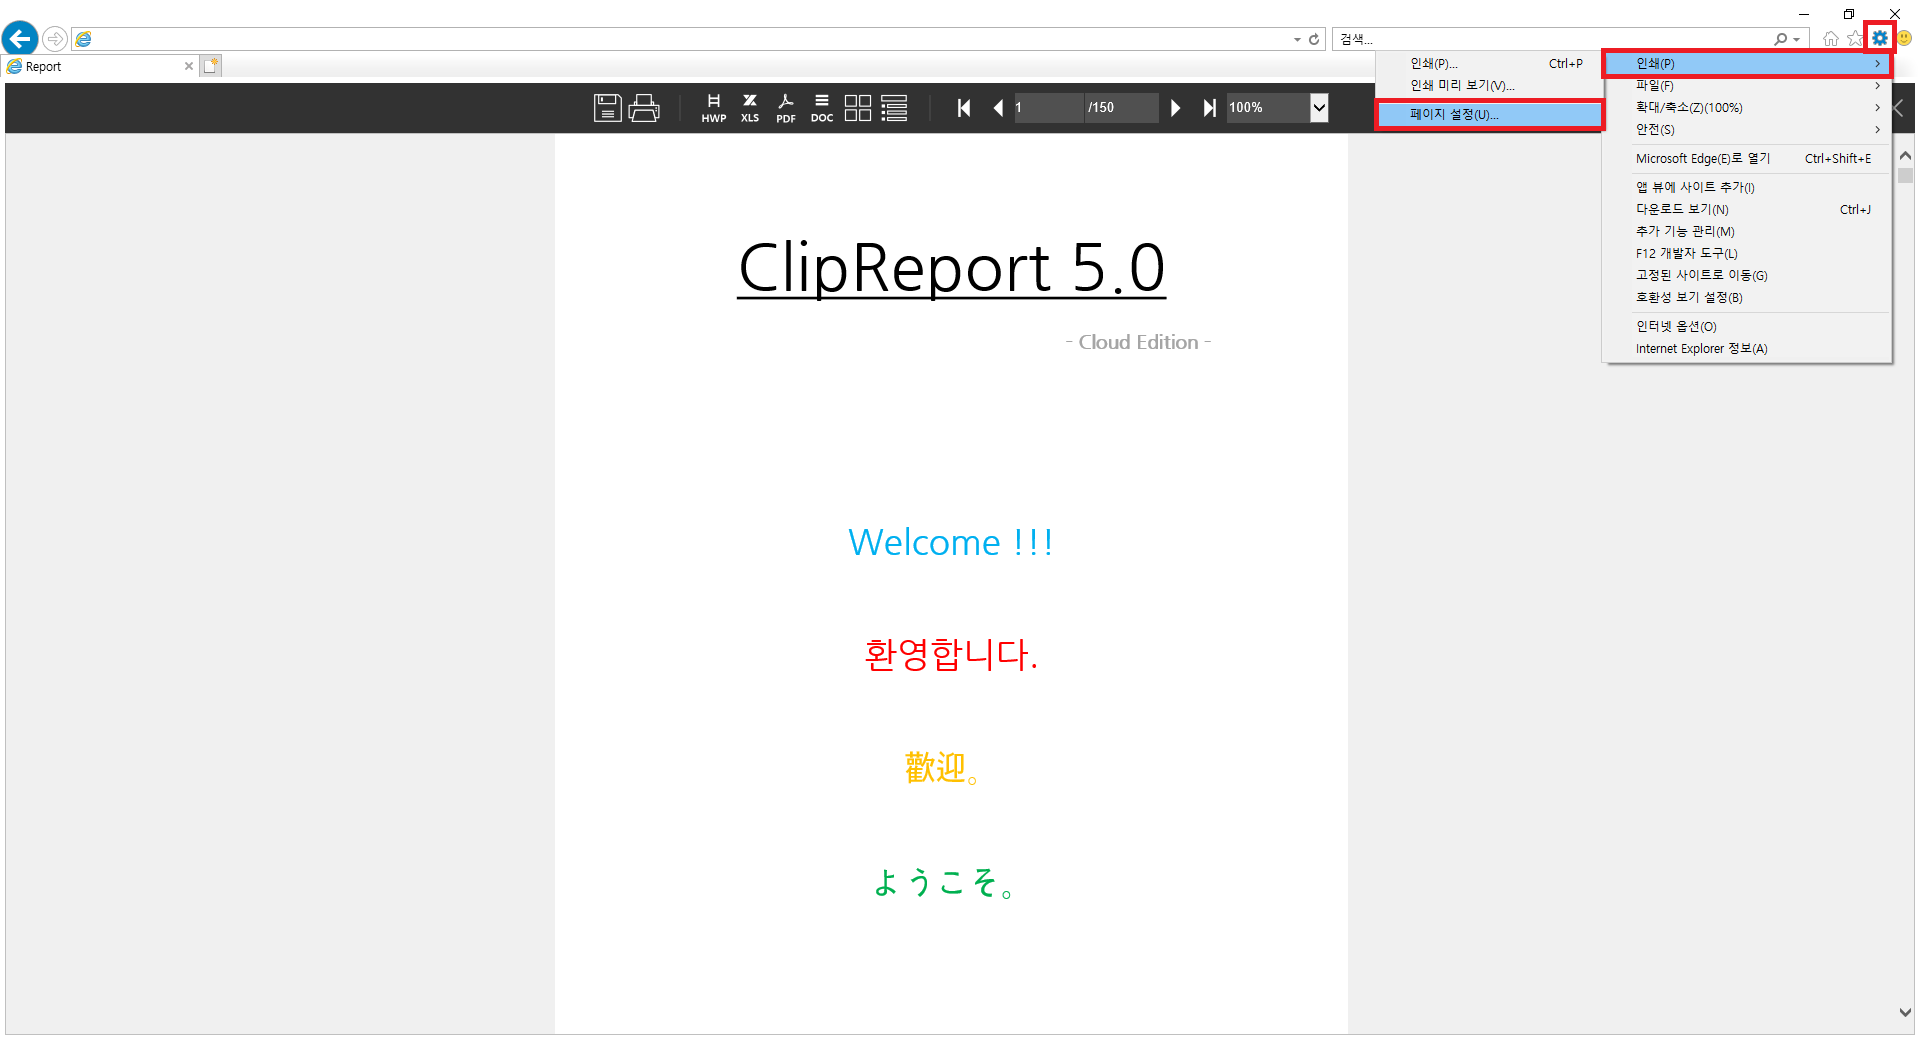 검색...
Report
인쇄(P)... Ctrl+P
인쇄 미리 보기(V)...
페이지 설정(U)...
인쇄(P)
파일(F)
확대/축소(Z)(100%)
안전(S)
Microsoft Edge(E)로 열기 Ctrl+Shift+E
앱 뷰에 사이트 추가(I)
다운로드 보기(N) Ctrl+J
추가 기능 관리(M)
F12 개발자 도구(L)
고정된 사이트로 이동(G)
호환성 보기 설정(B)
인터넷 옵션(O)
Internet Explorer 정보(A)
HWP XLS PDF DOC 1 /150 100%
ClipReport 5.0
- Cloud Edition -
Welcome !!!
환영합니다.
歡迎。
ようこそ。